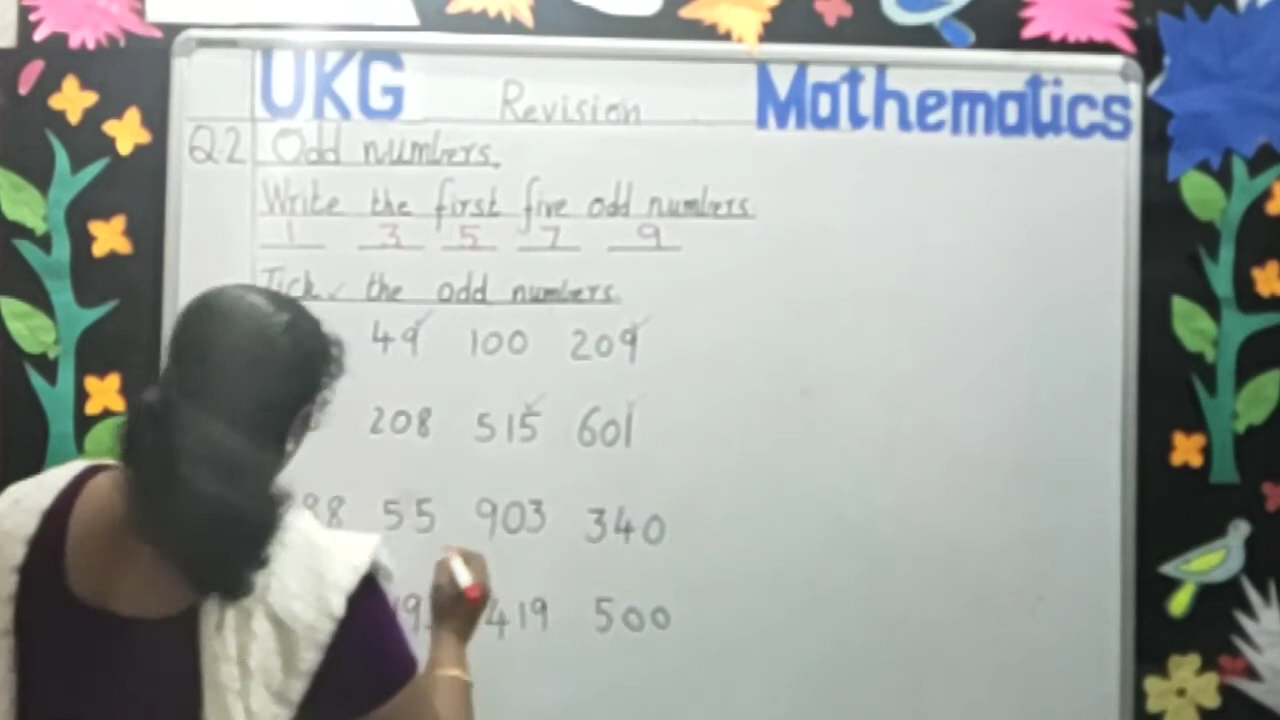 UKG Revision Mathematics
Q.2 Odd numbers.
Write the first five odd numbers
1 3 5 7 9
Tick ✓ the odd numbers.
49 ✓ 100 209 ✓
208 515 ✓ 601 ✓
55 903 340
419 500